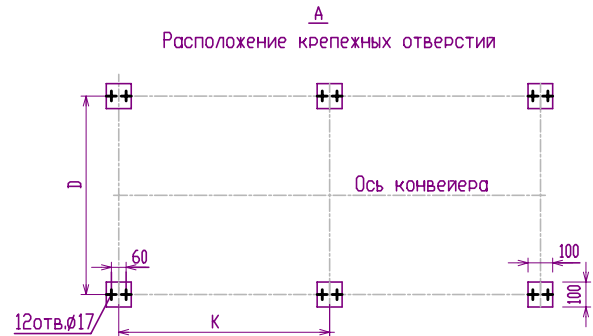 А
Расположение крепежных отверстий
D
Ось конвейера
60
100
100
12отв.ø17
K